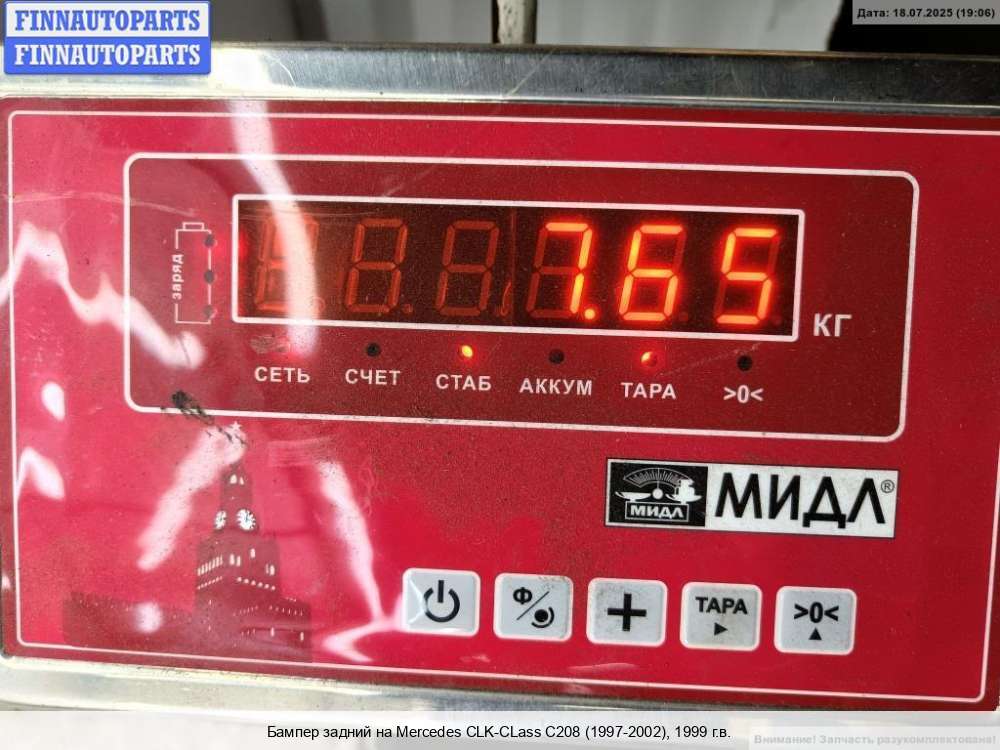 FINNAUTOPARTS
FINNAUTOPARTS
Дата: 18.07.2025 (19:06)
заряд
7.65
КГ
СЕТЬ СЧЕТ СТАБ АККУМ ТАРА >0<
МИДЛ
МИДЛ®
Ф
ТАРА
>0<
Бампер задний на Mercedes CLK-CLass C208 (1997-2002), 1999 г.в.
Внимание! Запчасть разукомплектована!